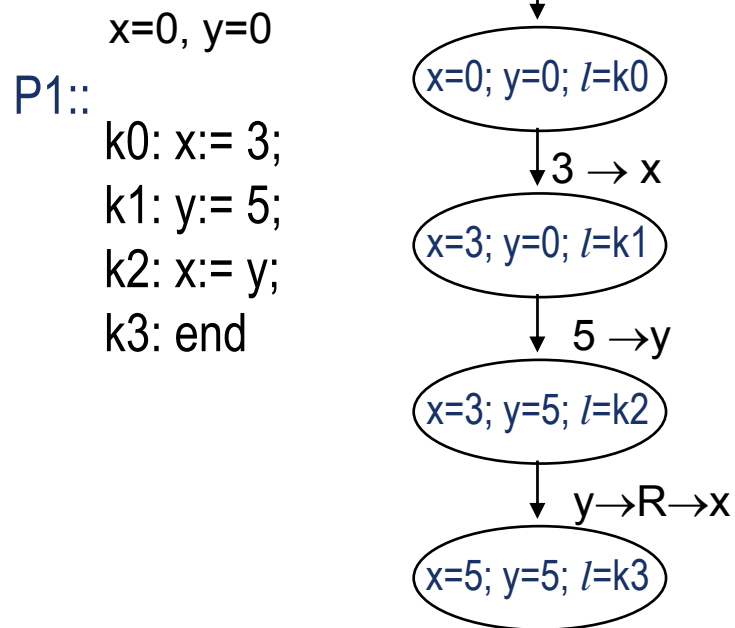 x=0, y=0
P1::
k0: x:= 3;
k1: y:= 5;
k2: x:= y;
k3: end
x=0; y=0; l=k0
3 → x
x=3; y=0; l=k1
5 →y
x=3; y=5; l=k2
y→R→x
x=5; y=5; l=k3